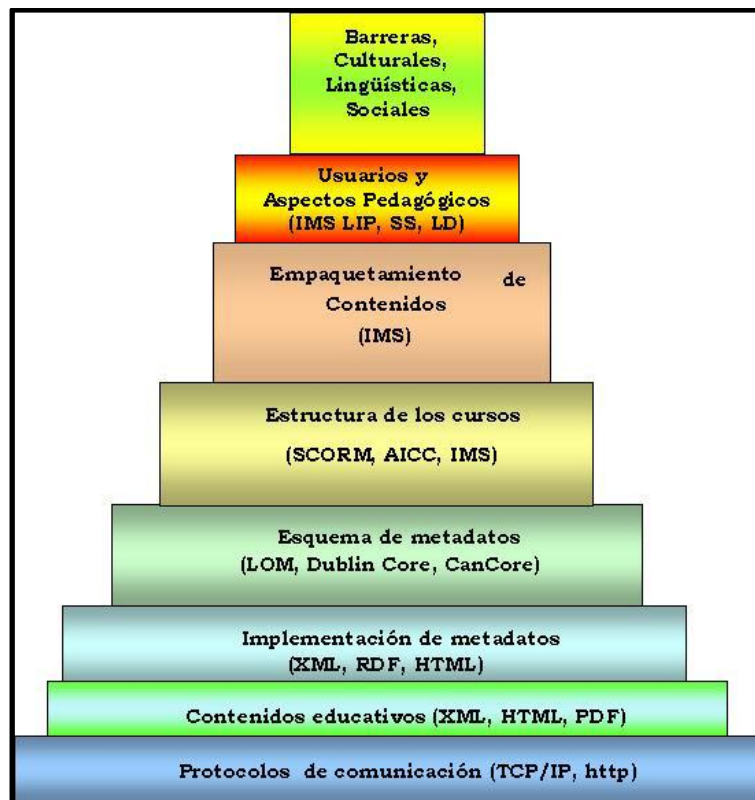 Barreras,
Culturales,
Lingüísticas,
Sociales
Usuarios y
Aspectos Pedagógicos
(IMS LIP, SS, LD)
Empaquetamiento de
Contenidos
(IMS)
Estructura de los cursos
(SCORM, AICC, IMS)
Esquema de metadatos
(LOM, Dublin Core, CanCore)
Implementación de metadatos
(XML, RDF, HTML)
Contenidos educativos (XML, HTML, PDF)
Protocolos de comunicación (TCP/IP, http)